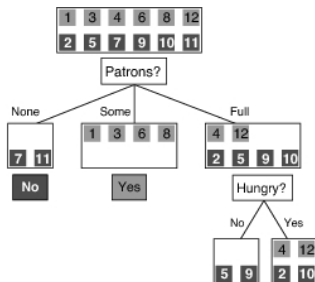 1 3 4 6 8 12
2 5 7 9 10 11
Patrons?
None Some Full
1 3 6 8 4 12
7 11 2 5 9 10
No Yes Hungry?
No Yes
4 12
5 9 2 10